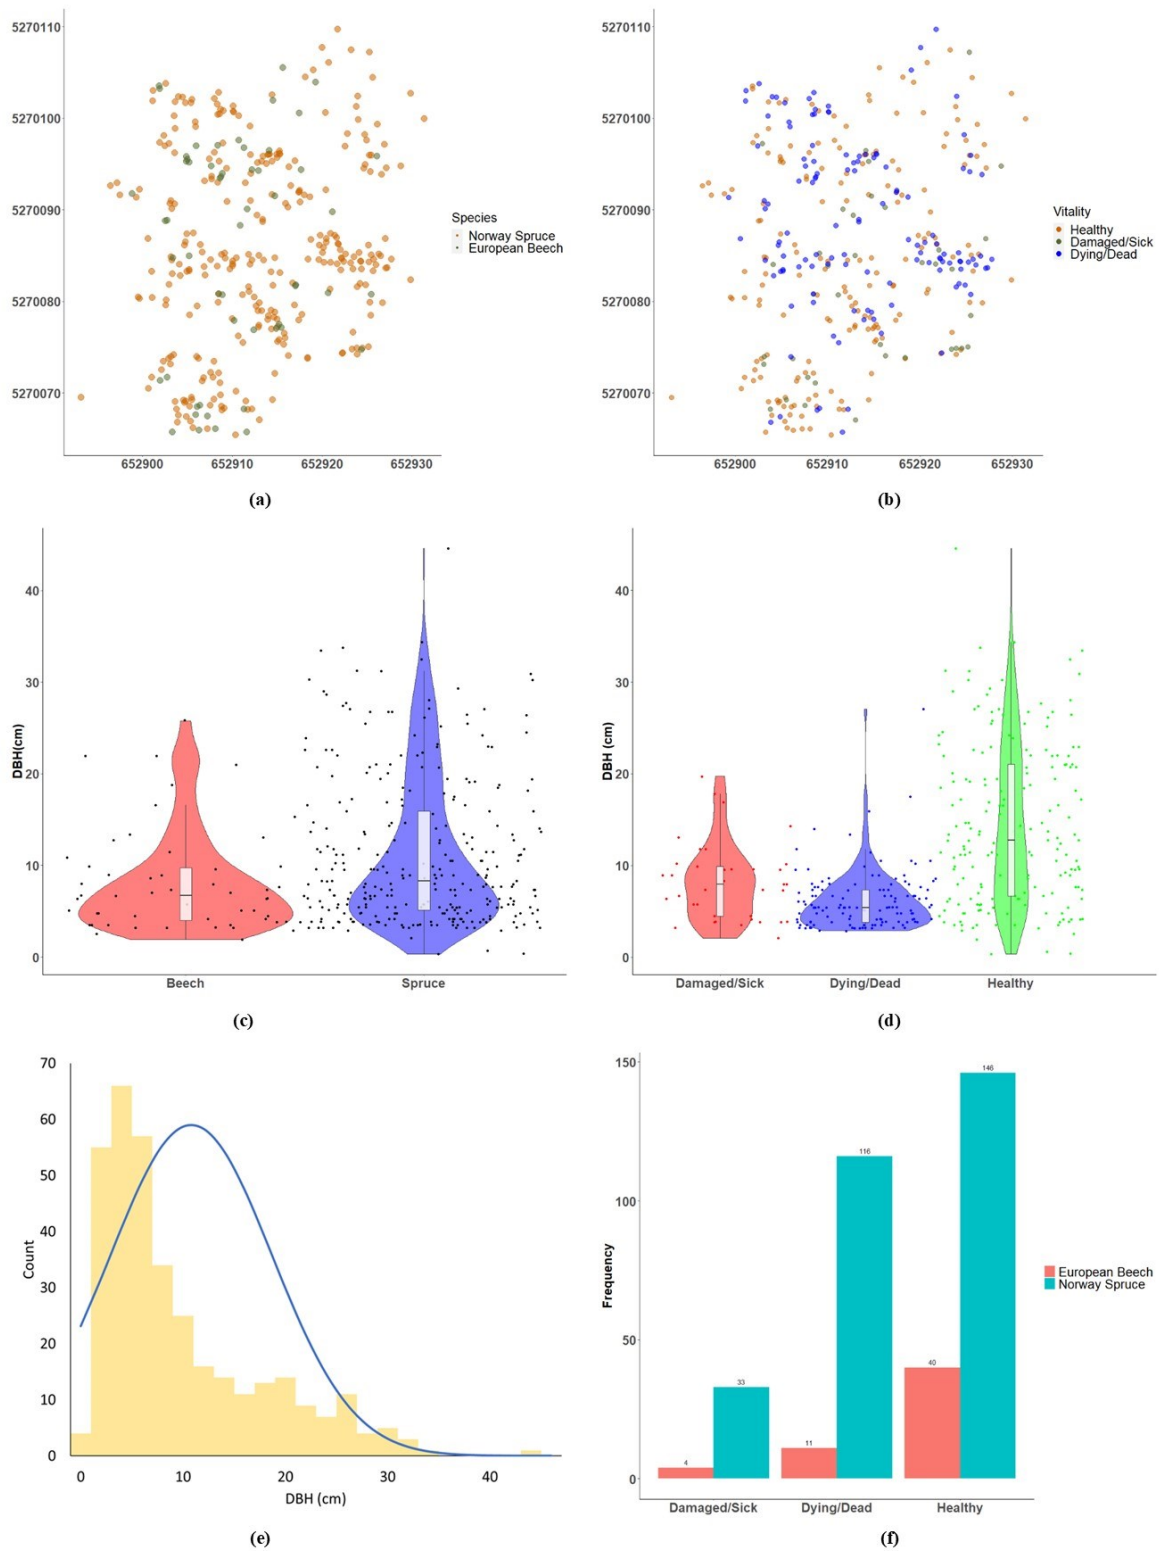 5270110
5270100
5270090
5270080
5270070
652900
652910
652920
652930
Species
Norway Spruce
European Beech
(a)
5270110
5270100
5270090
5270080
5270070
652900
652910
652920
652930
Vitality
Healthy
Damaged/Sick
Dying/Dead
(b)
DBH(cm)
40
30
20
10
0
Beech
Spruce
(c)
DBH (cm)
40
30
20
10
0
Damaged/Sick
Dying/Dead
Healthy
(d)
Count
70
60
50
40
30
20
10
0
0
10
20
30
40
DBH (cm)
(e)
Frequency
150
100
50
0
4
33
11
116
40
146
Damaged/Sick
Dying/Dead
Healthy
European Beech
Norway Spruce
(f)